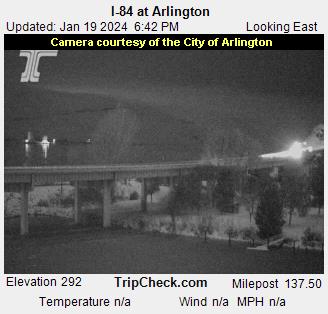 I-84 at Arlington
Updated: Jan 19 2024 6:42 PM Looking East
Camera courtesy of the City of Arlington
Elevation 292 TripCheck.com Milepost 137.50
Temperature n/a Wind n/a MPH n/a